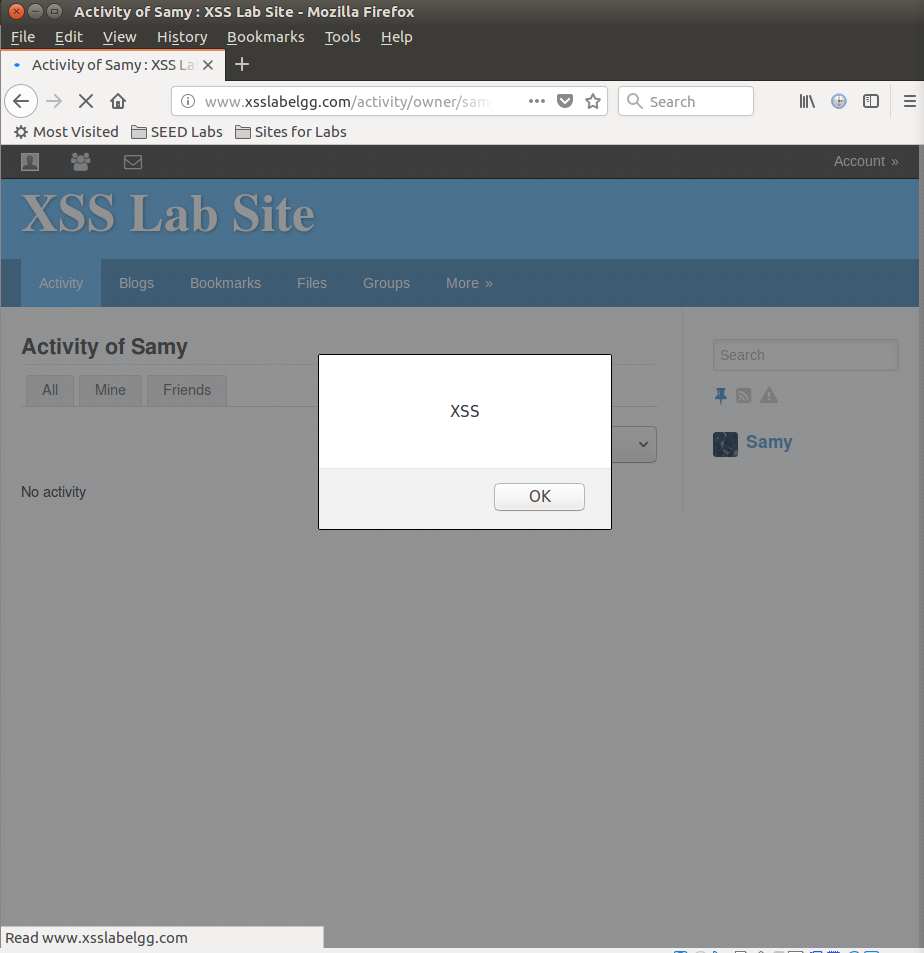 Activity of Samy : XSS Lab Site - Mozilla Firefox
File Edit View History Bookmarks Tools Help
Activity of Samy : XSS La
www.xsslabelgg.com/activity/owner/sam
Search
Most Visited SEED Labs Sites for Labs
Account »
XSS Lab Site
Activity Blogs Bookmarks Files Groups More »
Activity of Samy
Search
All Mine Friends
XSS
Samy
No activity
OK
Read www.xsslabelgg.com